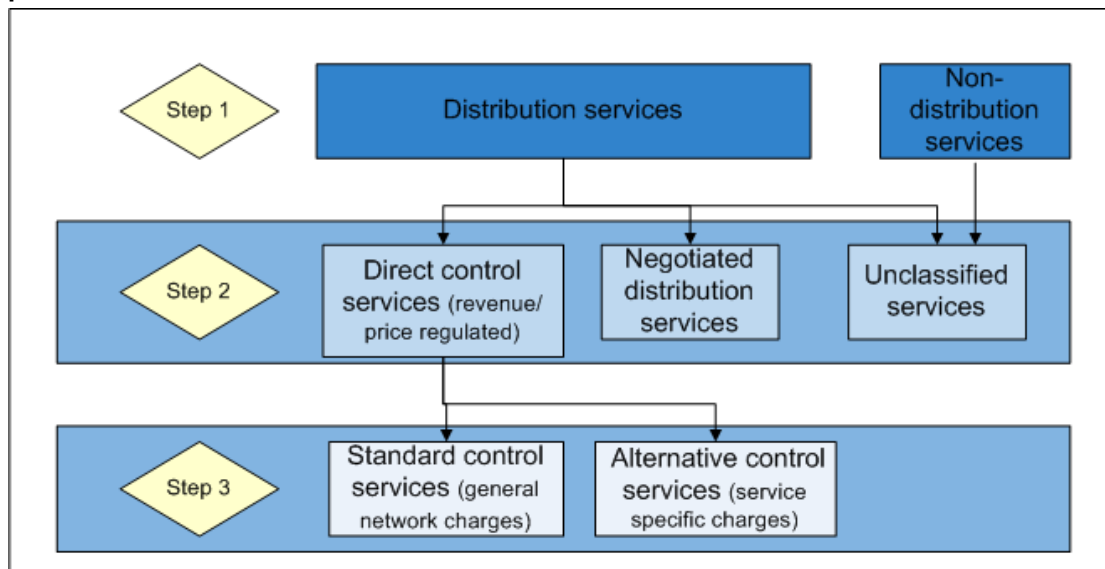 Step 1
Distribution services
Non-
distribution
services
Step 2
Direct control
services (revenue/
price regulated)
Negotiated
distribution
services
Unclassified
services
Step 3
Standard control
services (general
network charges)
Alternative control
services (service
specific charges)